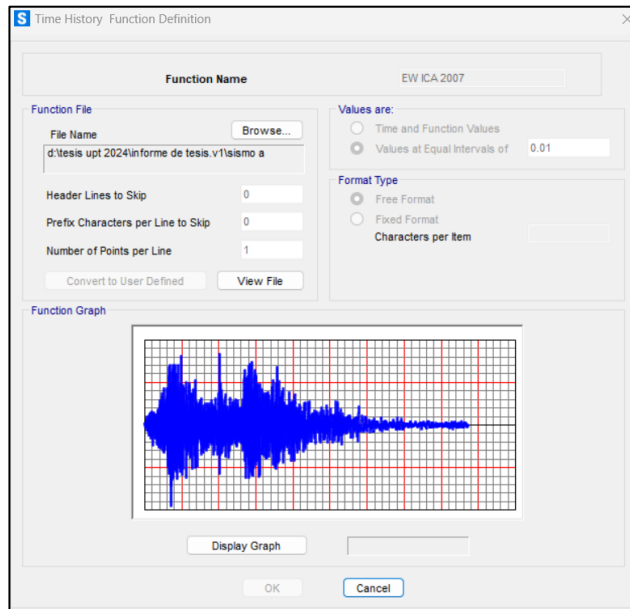 S Time History Function Definition
Function Name
EW ICA 2007
Function File
File Name
Browse...
d:\tesis upt 2024\informe de tesis.v1\sismo a
Header Lines to Skip
0
Prefix Characters per Line to Skip
0
Number of Points per Line
1
Convert to User Defined
View File
Values are:
Time and Function Values
Values at Equal Intervals of
0.01
Format Type
Free Format
Fixed Format
Characters per Item
Function Graph
Display Graph
OK
Cancel